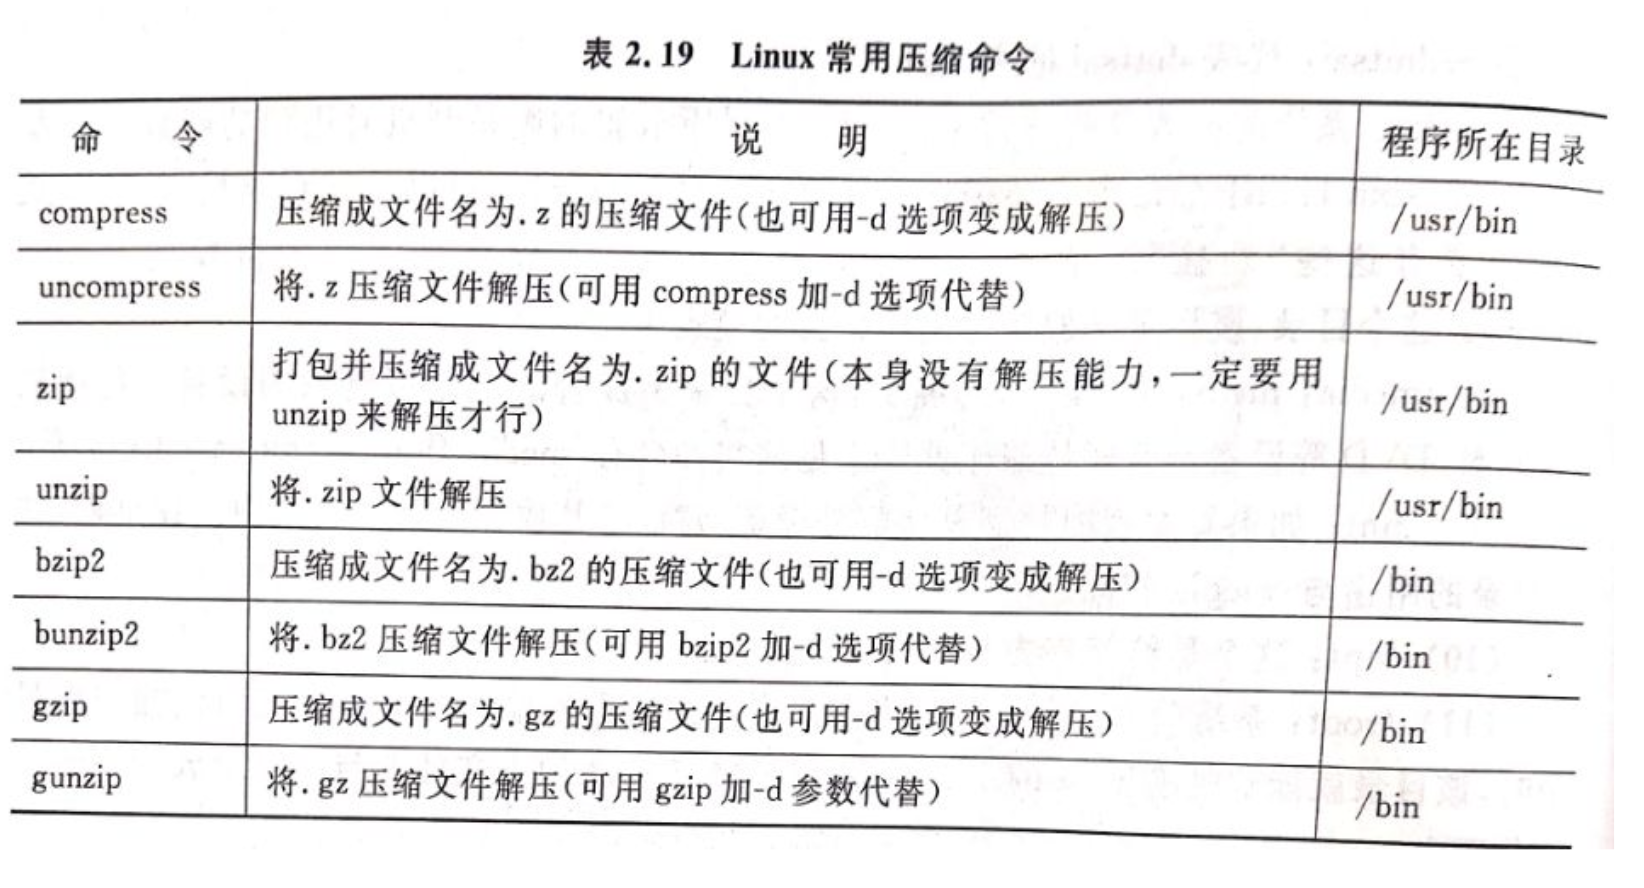 表 2.19 Linux 常用压缩命令
命 令 说 明 程序所在目录
compress 压缩成文件名为.z 的压缩文件(也可用-d 选项变成解压) /usr/bin
uncompress 将.z 压缩文件解压(可用 compress 加-d 选项代替) /usr/bin
zip 打包并压缩成文件名为.zip 的文件(本身没有解压能力,一定要用
unzip 来解压才行) /usr/bin
unzip 将.zip 文件解压 /usr/bin
bzip2 压缩成文件名为.bz2 的压缩文件(也可用-d 选项变成解压) /bin
bunzip2 将.bz2 压缩文件解压(可用 bzip2 加-d 选项代替) /bin
gzip 压缩成文件名为.gz 的压缩文件(也可用-d 选项变成解压) /bin
gunzip 将.gz 压缩文件解压(可用 gzip 加-d 参数代替) /bin